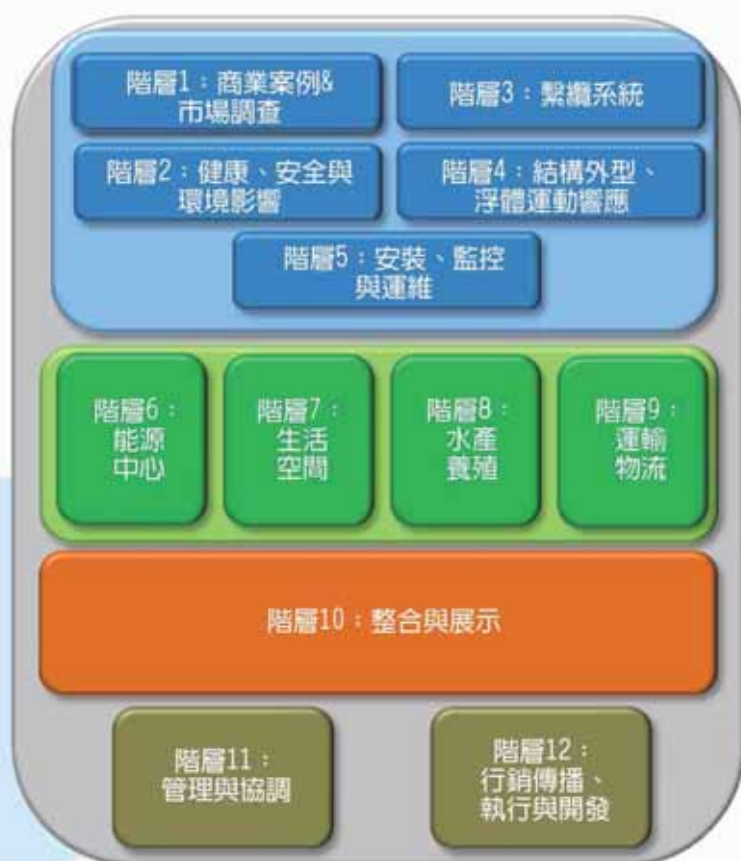 階層1：商業案例&
市場調查
階層3：繫纜系統
階層2：健康、安全與
環境影響
階層4：結構外型、
浮體運動響應
階層5：安裝、監控
與運維
階層6：
能源
中心
階層7：
生活
空間
階層8：
水產
養殖
階層9：
運輸
物流
階層10：整合與展示
階層11：
管理與協調
階層12：
行銷傳播、
執行與開發